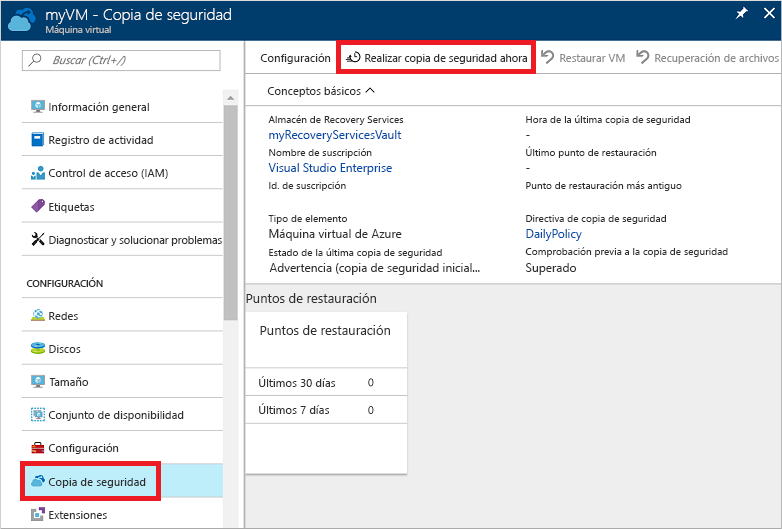 myVM - Copia de seguridad
Máquina virtual
Buscar (Ctrl+/)
Información general
Registro de actividad
Control de acceso (IAM)
Etiquetas
Diagnosticar y solucionar problemas
CONFIGURACIÓN
Redes
Discos
Tamaño
Conjunto de disponibilidad
Configuración
Copia de seguridad
Extensiones
Configuración Realizar copia de seguridad ahora Restaurar VM Recuperación de archivos
Conceptos básicos
Almacén de Recovery Services
myRecoveryServicesVault
Nombre de suscripción
Visual Studio Enterprise
Id. de suscripción
Tipo de elemento
Máquina virtual de Azure
Estado de la última copia de seguridad
Advertencia (copia de seguridad inicial...
Hora de la última copia de seguridad
-
Último punto de restauración
-
Punto de restauración más antiguo
Directiva de copia de seguridad
DailyPolicy
Comprobación previa a la copia de seguridad
Superado
Puntos de restauración
Puntos de restauración
Últimos 30 días 0
Últimos 7 días 0